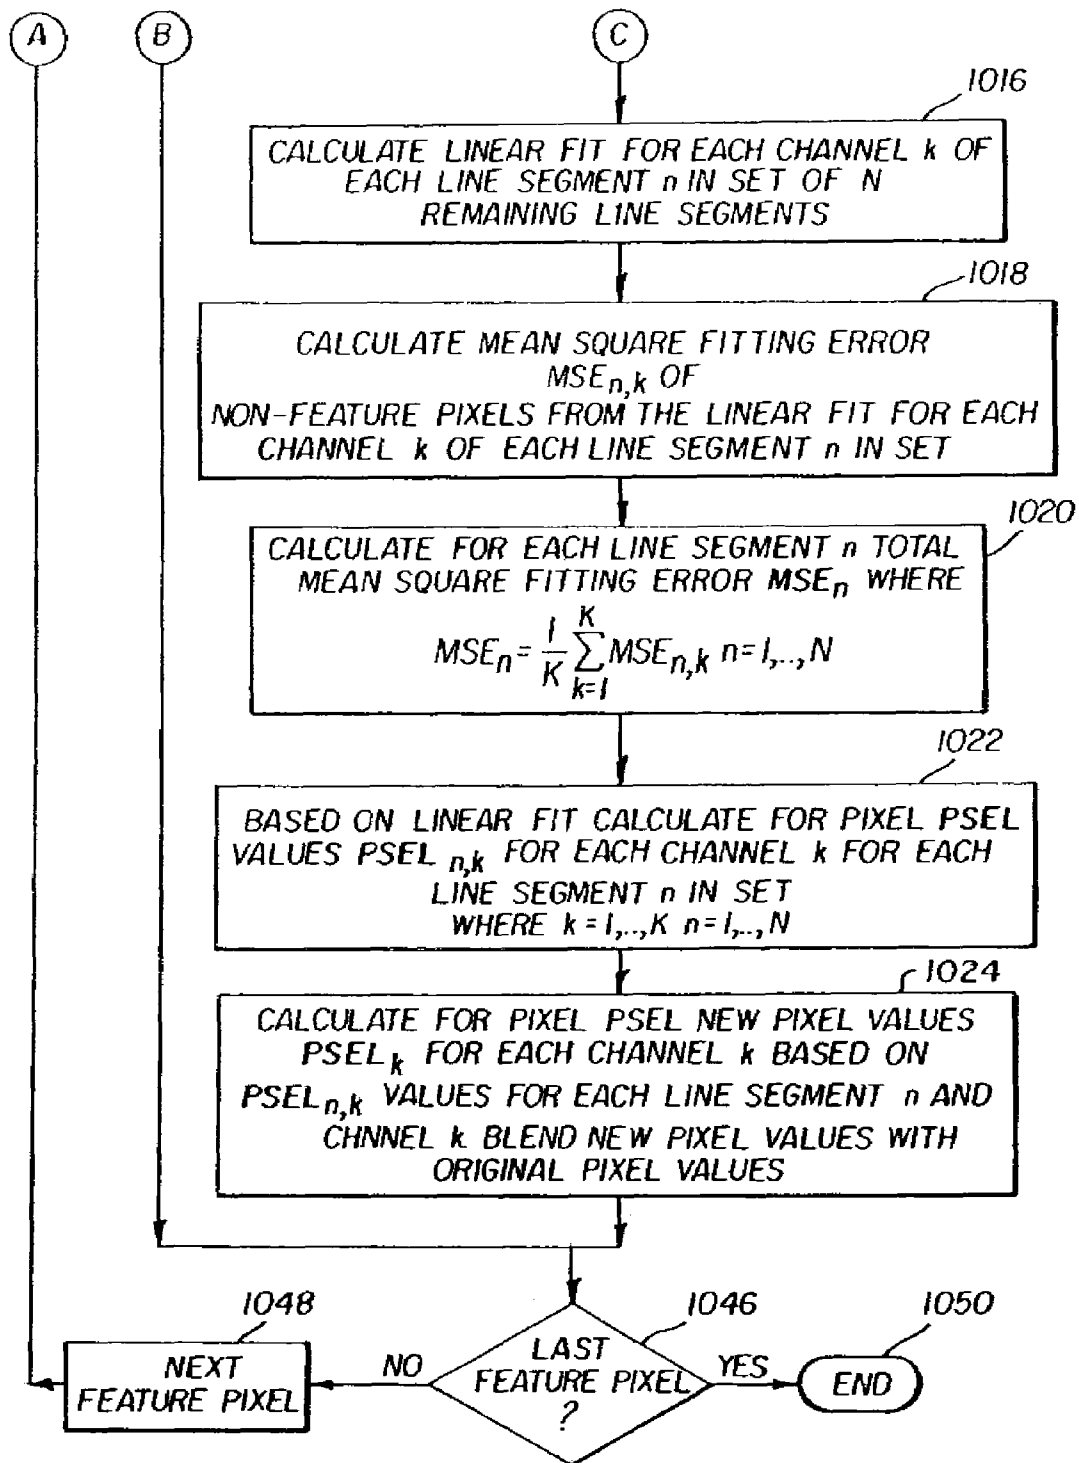 A B C
1016
CALCULATE LINEAR FIT FOR EACH CHANNEL k OF
EACH LINE SEGMENT n IN SET OF N
REMAINING LINE SEGMENTS
1018
CALCULATE MEAN SQUARE FITTING ERROR
MSEn,k OF
NON-FEATURE PIXELS FROM THE LINEAR FIT FOR EACH
CHANNEL k OF EACH LINE SEGMENT n IN SET
1020
CALCULATE FOR EACH LINE SEGMENT n TOTAL
MEAN SQUARE FITTING ERROR MSEn WHERE
MSEn = 1/K ∑k=1K MSEn,k n=1,..,N
1022
BASED ON LINEAR FIT CALCULATE FOR PIXEL PSEL
VALUES PSEL n,k FOR EACH CHANNEL k FOR EACH
LINE SEGMENT n IN SET
WHERE k=1,..,K n=1,..,N
1024
CALCULATE FOR PIXEL PSEL NEW PIXEL VALUES
PSELk FOR EACH CHANNEL k BASED ON
PSELn,k VALUES FOR EACH LINE SEGMENT n AND
CHNNEL k BLEND NEW PIXEL VALUES WITH
ORIGINAL PIXEL VALUES
1048
NEXT
FEATURE PIXEL
NO
1046
LAST
FEATURE PIXEL
?
YES
1050
END